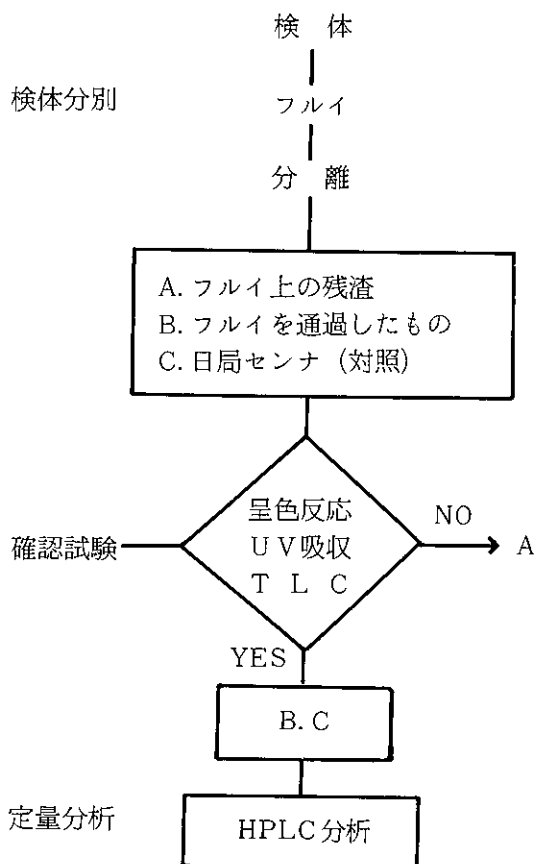 検 体
検体分別
フルイ
分 離
A. フルイ上の残渣
B. フルイを通過したもの
C. 日局センナ (対照)
呈色反応
NO
確認試験
UV吸収
A
T L C
YES
B.C
定量分析
HPLC分析